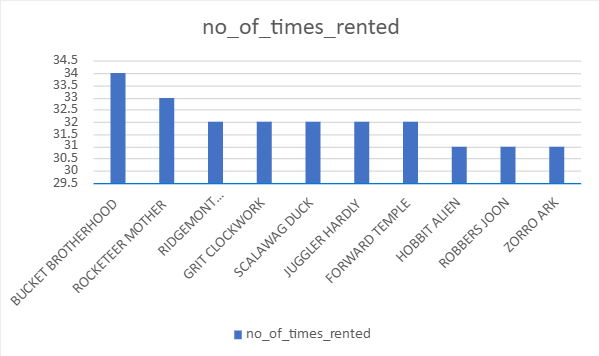 no_of_times_rented
34.5
34
33.5
33
32.5
32
31.5
31
30.5
30
29.5
BUCKET BROTHERHOOD
ROCKETEER MOTHER
RIDGEMONT...
GRIT CLOCKWORK
SCALAWAG DUCK
JUGGLER HARDLY
FORWARD TEMPLE
HOBBIT ALIEN
ROBBERS JOON
ZORRO ARK
no_of_times_rented